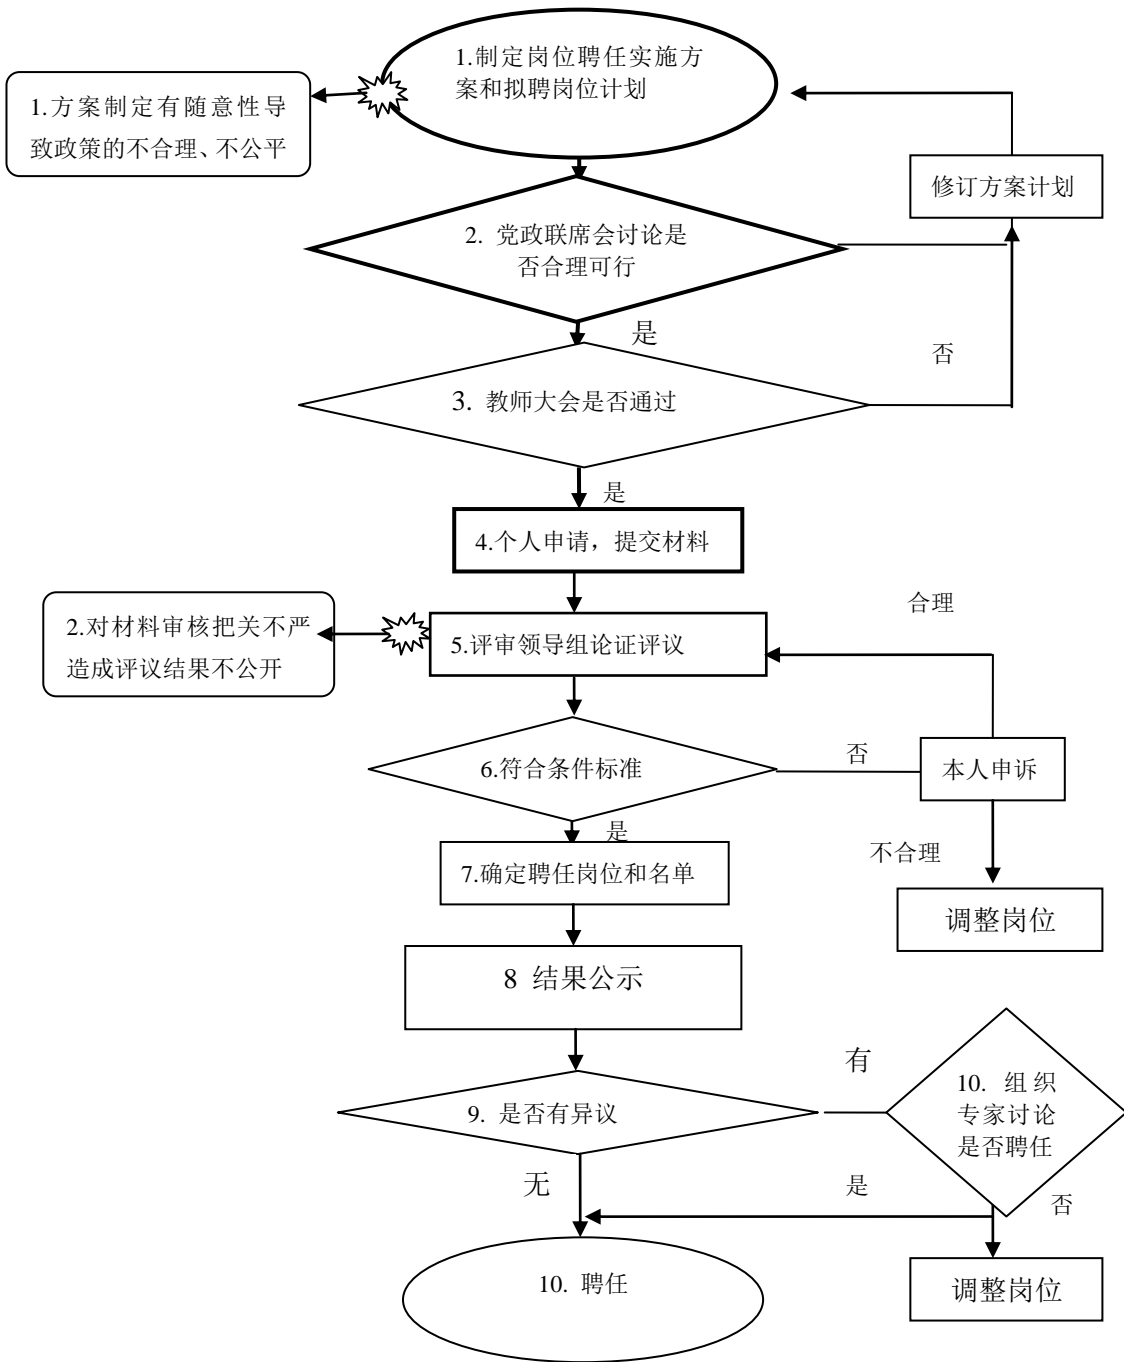 1.制定岗位聘任实施方
案和拟聘岗位计划
1.方案制定有随意性导
致政策的不合理、不公平
修订方案计划
2. 党政联席会讨论是
否合理可行
是
否
3. 教师大会是否通过
是
4.个人申请，提交材料
合理
2.对材料审核把关不严
造成评议结果不公开
5.评审领导组论证评议
6.符合条件标准
否
本人申诉
是
不合理
7.确定聘任岗位和名单
调整岗位
8 结果公示
有
10. 组织
专家讨论
是否聘任
9. 是否有异议
无
是
否
10. 聘任
调整岗位